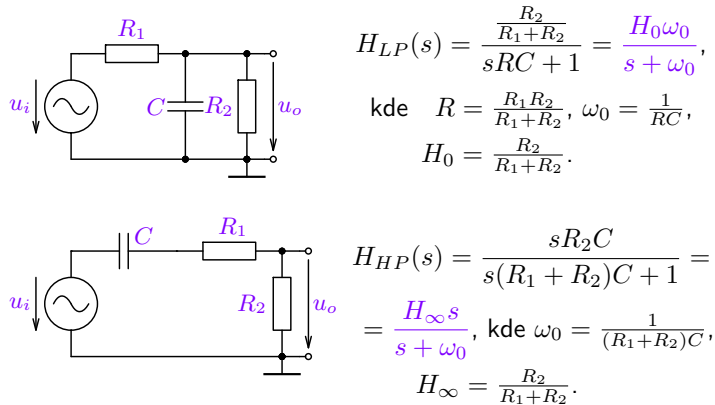 R₁
u_i
C
R₂
u_o
H_{LP}(s) = \frac{\frac{R_2}{R_1+R_2}}{sRC + 1} = \frac{H_0\omega_0}{s + \omega_0},
kde R = \frac{R_1R_2}{R_1+R_2}, \omega_0 = \frac{1}{RC},
H_0 = \frac{R_2}{R_1+R_2}.
C
R₁
u_i
R₂
u_o
H_{HP}(s) = \frac{sR_2C}{s(R_1 + R_2)C + 1} =
= \frac{H_\infty s}{s + \omega_0}, kde \omega_0 = \frac{1}{(R_1+R_2)C},
H_\infty = \frac{R_2}{R_1+R_2}.